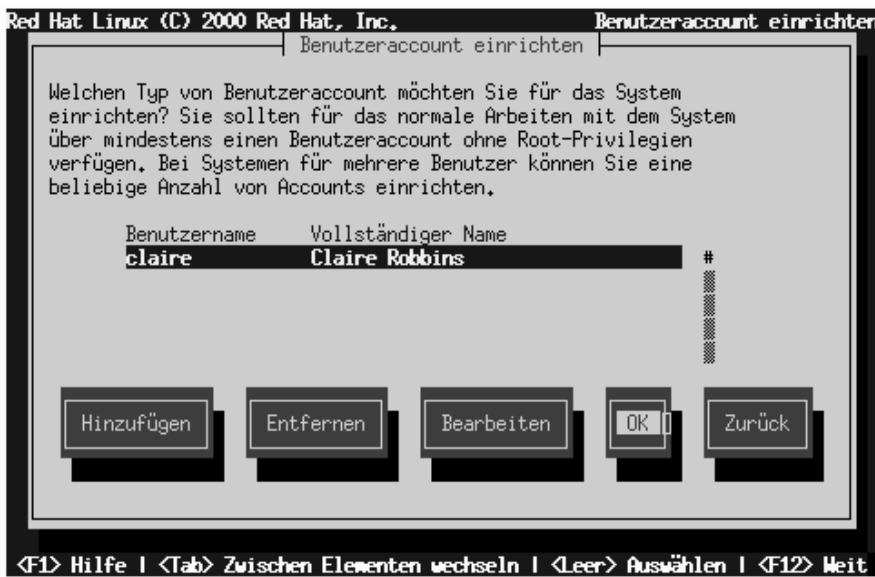 Red Hat Linux (C) 2000 Red Hat, Inc. Benutzeraccount einrichten
Benutzeraccount einrichten
Welchen Typ von Benutzeraccount möchten Sie für das System
einrichten? Sie sollten für das normale Arbeiten mit dem System
über mindestens einen Benutzeraccount ohne Root-Privilegien
verfügen. Bei Systemen für mehrere Benutzer können Sie eine
beliebige Anzahl von Accounts einrichten.
Benutzername Vollständiger Name
claire Claire Robbins #
Hinzufügen Entfernen Bearbeiten OK Zurück
<F1> Hilfe | <Tab> Zwischen Elementen wechseln | <Leer> Auswählen | <F12> Weit